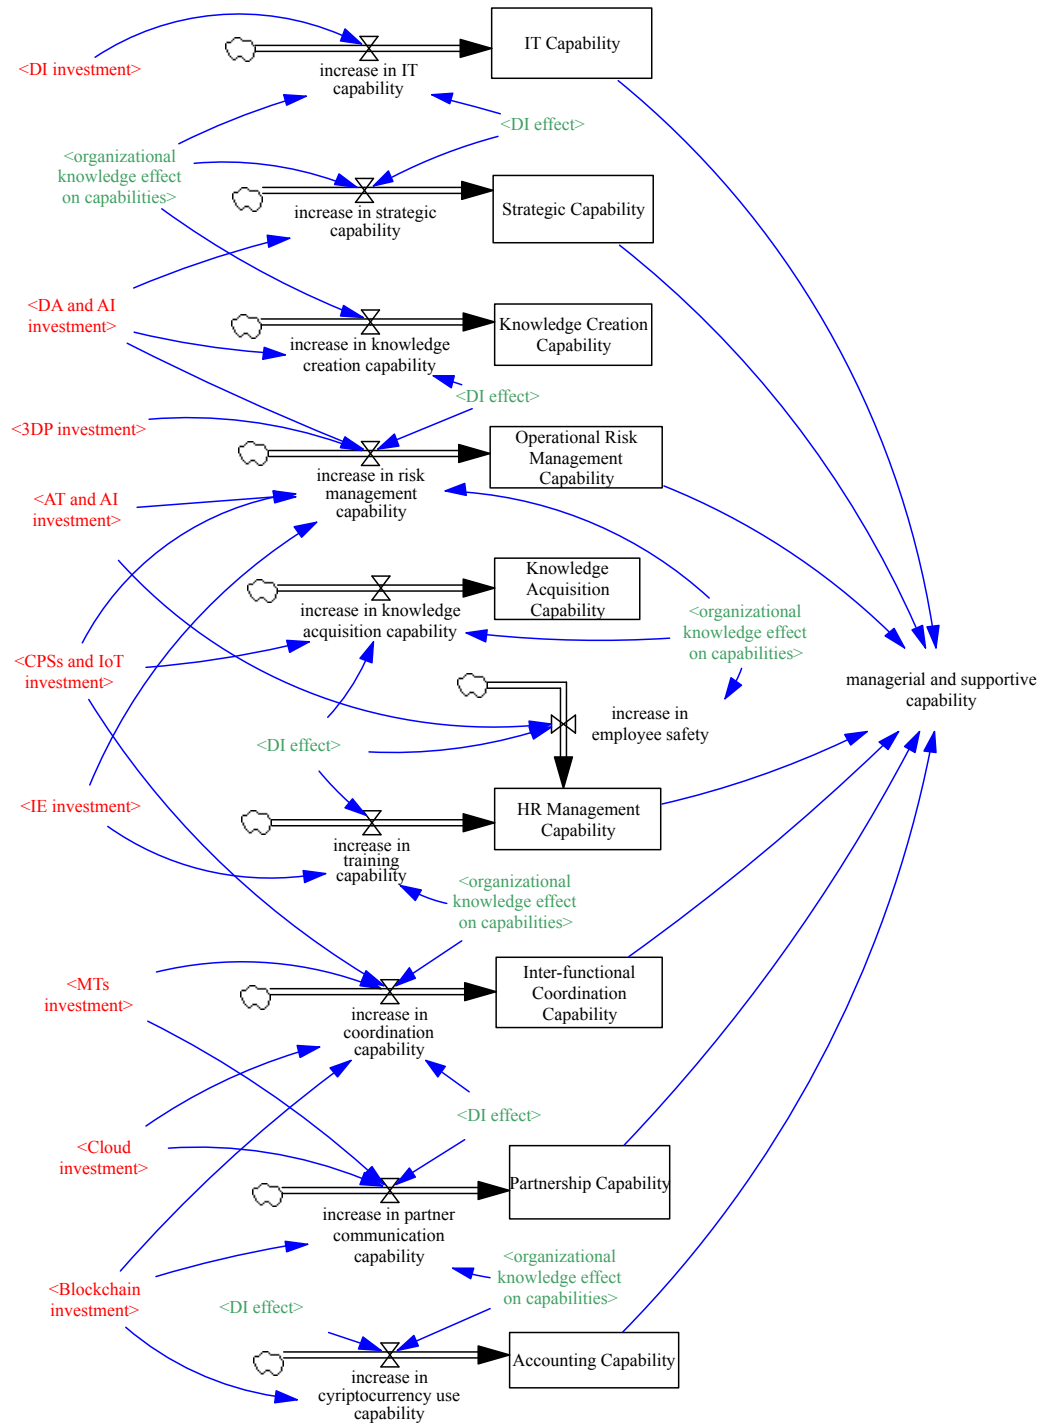 IT Capability
<DI investment>
increase in IT
capability
<DI effect>
<organizational
knowledge effect
on capabilities>
Strategic Capability
increase in strategic
capability
<DA and AI
investment>
Knowledge Creation
Capability
increase in knowledge
creation capability
<DI effect>
<3DP investment>
Operational Risk
Management
Capability
increase in risk
management
capability
<AT and AI
investment>
Knowledge
Acquisition
Capability
increase in knowledge
acquisition capability
<organizational
knowledge effect
on capabilities>
<CPSs and IoT
investment>
managerial and supportive
capability
increase in
employee safety
<DI effect>
<IE investment>
HR Management
Capability
increase in
training
capability
<organizational
knowledge effect
on capabilities>
<MTs
investment>
Inter-functional
Coordination
Capability
increase in
coordination
capability
<DI effect>
<Cloud
investment>
Partnership Capability
increase in partner
communication
capability
<organizational
knowledge effect
on capabilities>
<Blockchain
investment>
<DI effect>
Accounting Capability
increase in
cyriptocurrency use
capability